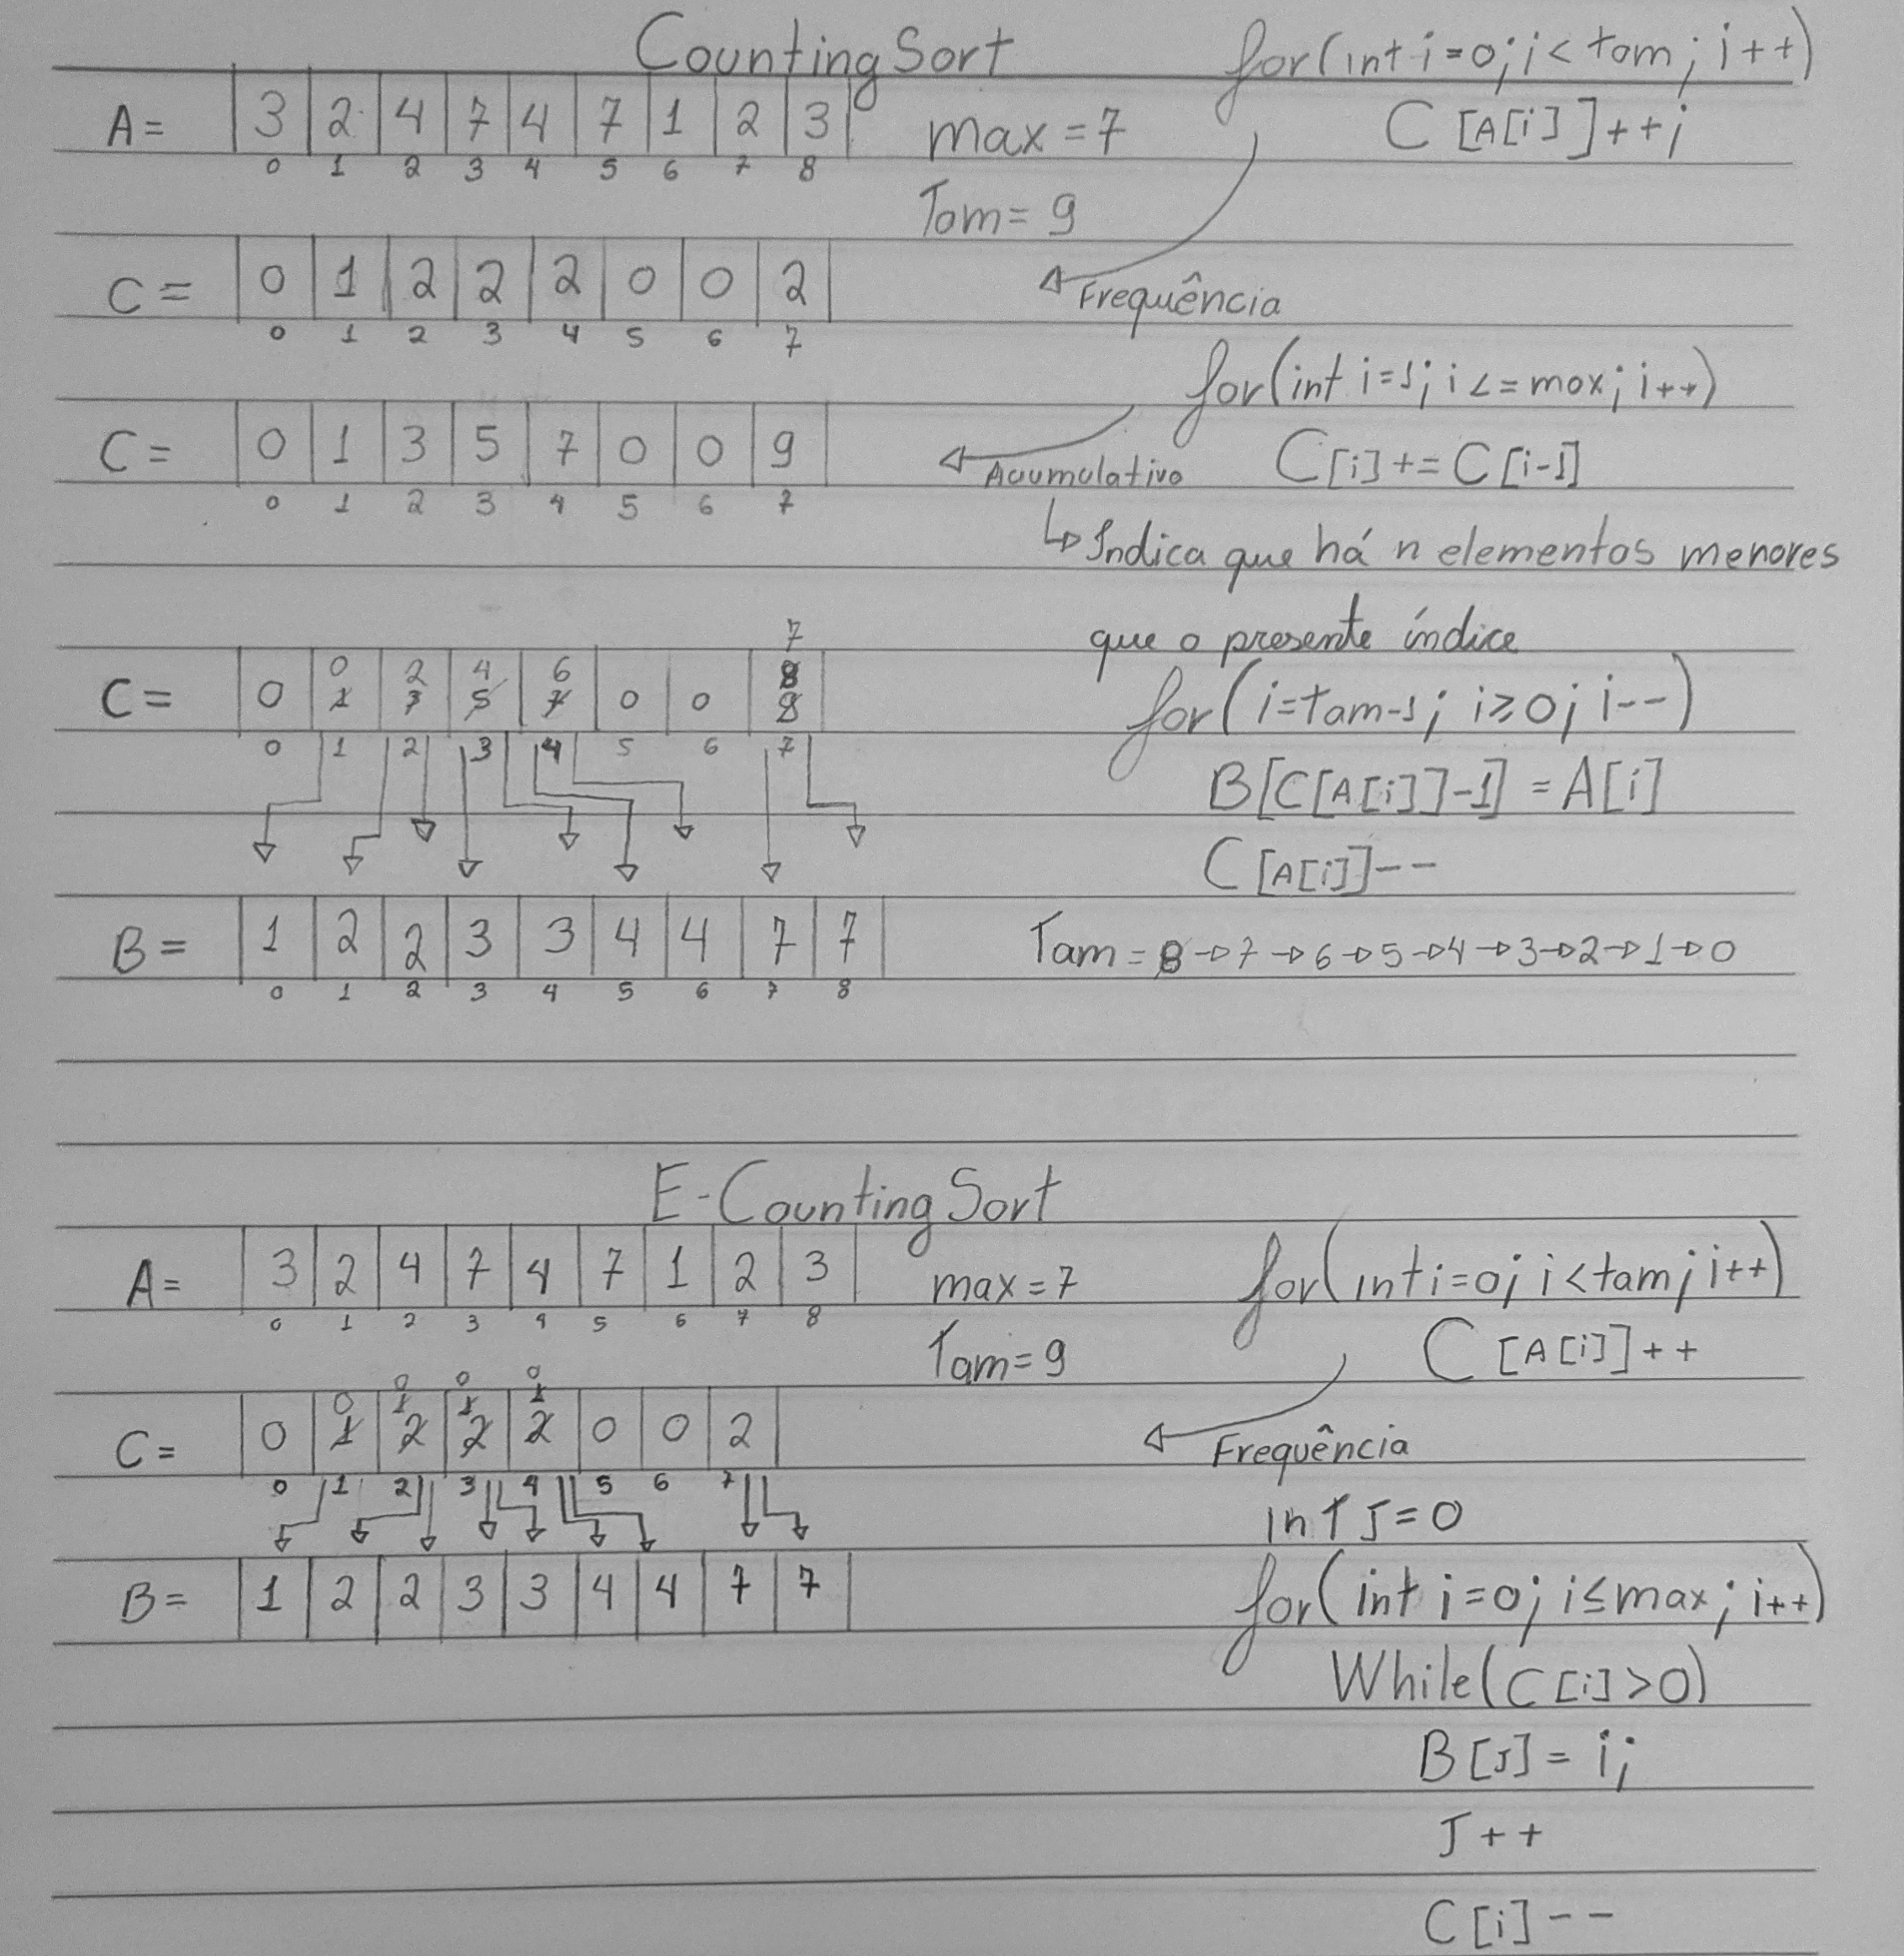 CountingSort
for(int i=0;i<tam;i++)
A= 3 2 4 7 4 7 1 2 3
max=7
C[A[i]]++;
0 1 2 3 4 5 6 7 8
Tam=9
C= 0 1 2 2 2 0 0 2
Frequência
0 1 2 3 4 5 6 7
for(int i=1;i<=max;i++)
C= 0 1 3 5 7 0 0 9
Acumulativo
C[i]+=C[i-1]
0 1 2 3 4 5 6 7
↳Indica que há n elementos menores
que o presente índice
7
0 2 4 6 8
C= 0 1 3 5 7 0 0 9
for(i=tam-1; i≥0; i--)
0 1 2 3 4 5 6 7
B[C[A[i]]-1]=A[i]
C[A[i]]--
B= 1 2 2 3 3 4 4 7 7
Tam=8→7→6→5→4→3→2→1→0
0 1 2 3 4 5 6 7 8
E-CountingSort
A= 3 2 4 7 4 7 1 2 3
max=7
for(int i=0; i<tam; i++)
0 1 2 3 4 5 6 7 8
Tam=9
C[A[i]]++
0 0 0
0 1 1 1
C= 0 1 2 2 2 0 0 2
Frequência
0 1 2 3 4 5 6 7
int J=0
B= 1 2 2 3 3 4 4 7 7
for(int i=0; i≤max; i++)
While(C[i]>0)
B[J]=i;
J++
C[i]--